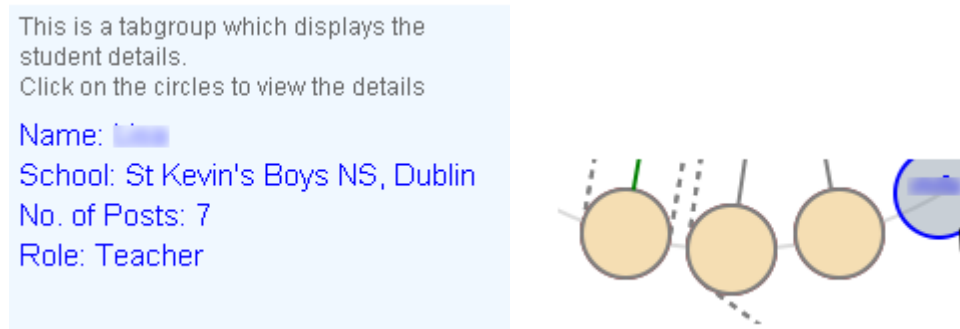 This is a tabgroup which displays the
student details.
Click on the circles to view the details
Name:
School: St Kevin's Boys NS, Dublin
No. of Posts: 7
Role: Teacher